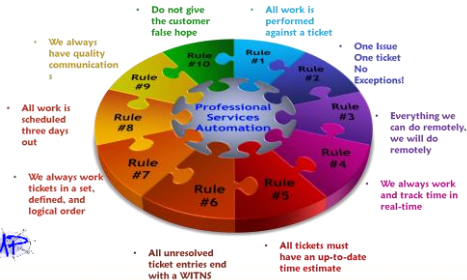 Do not give
the customer
false hope
All work is
performed
against a ticket
We always
have quality
communication
s
One Issue
One ticket
No
Exceptions!
Rule
#10
Rule
#1
Rule
#2
Rule
#9
Rule
#3
Professional
Services
Automation
All work is
scheduled
three days
out
Rule
#8
Everything we
can do remotely,
we will do
remotely
Rule
#4
Rule
#7
We always work
tickets in a set,
defined, and
logical order
Rule
#6
Rule
#5
We always work
and track time in
real-time
All unresolved
ticket entries end
with a WITNS
All tickets must
have an up-to-date
time estimate